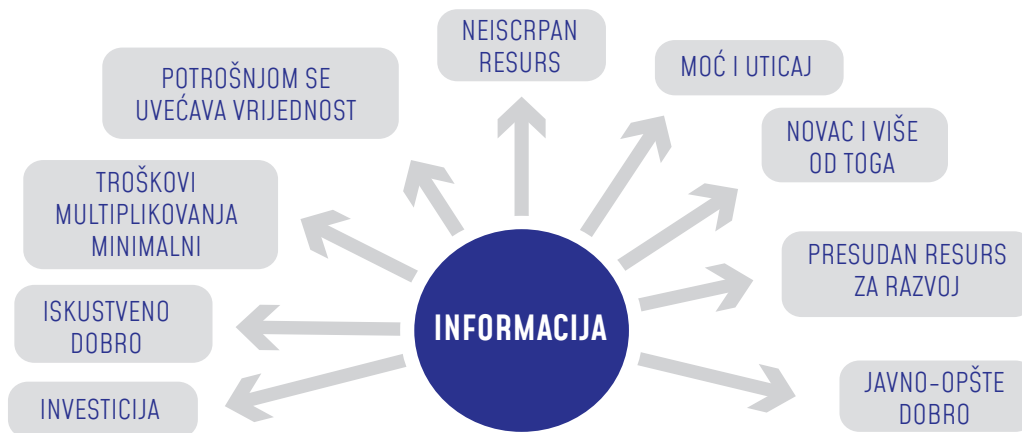 NEISCRPAN
RESURS
MOĆ I UTICAJ
POTROŠNJOM SE
UVEĆAVA VRIJEDNOST
NOVAC I VIŠE
OD TOGA
TROŠKOVI
MULTIPLIKOVANJA
MINIMALNI
PRESUDAN RESURS
ZA RAZVOJ
ISKUSTVENO
DOBRO
INFORMACIJA
INVESTICIJA
JAVNO-OPŠTE
DOBRO